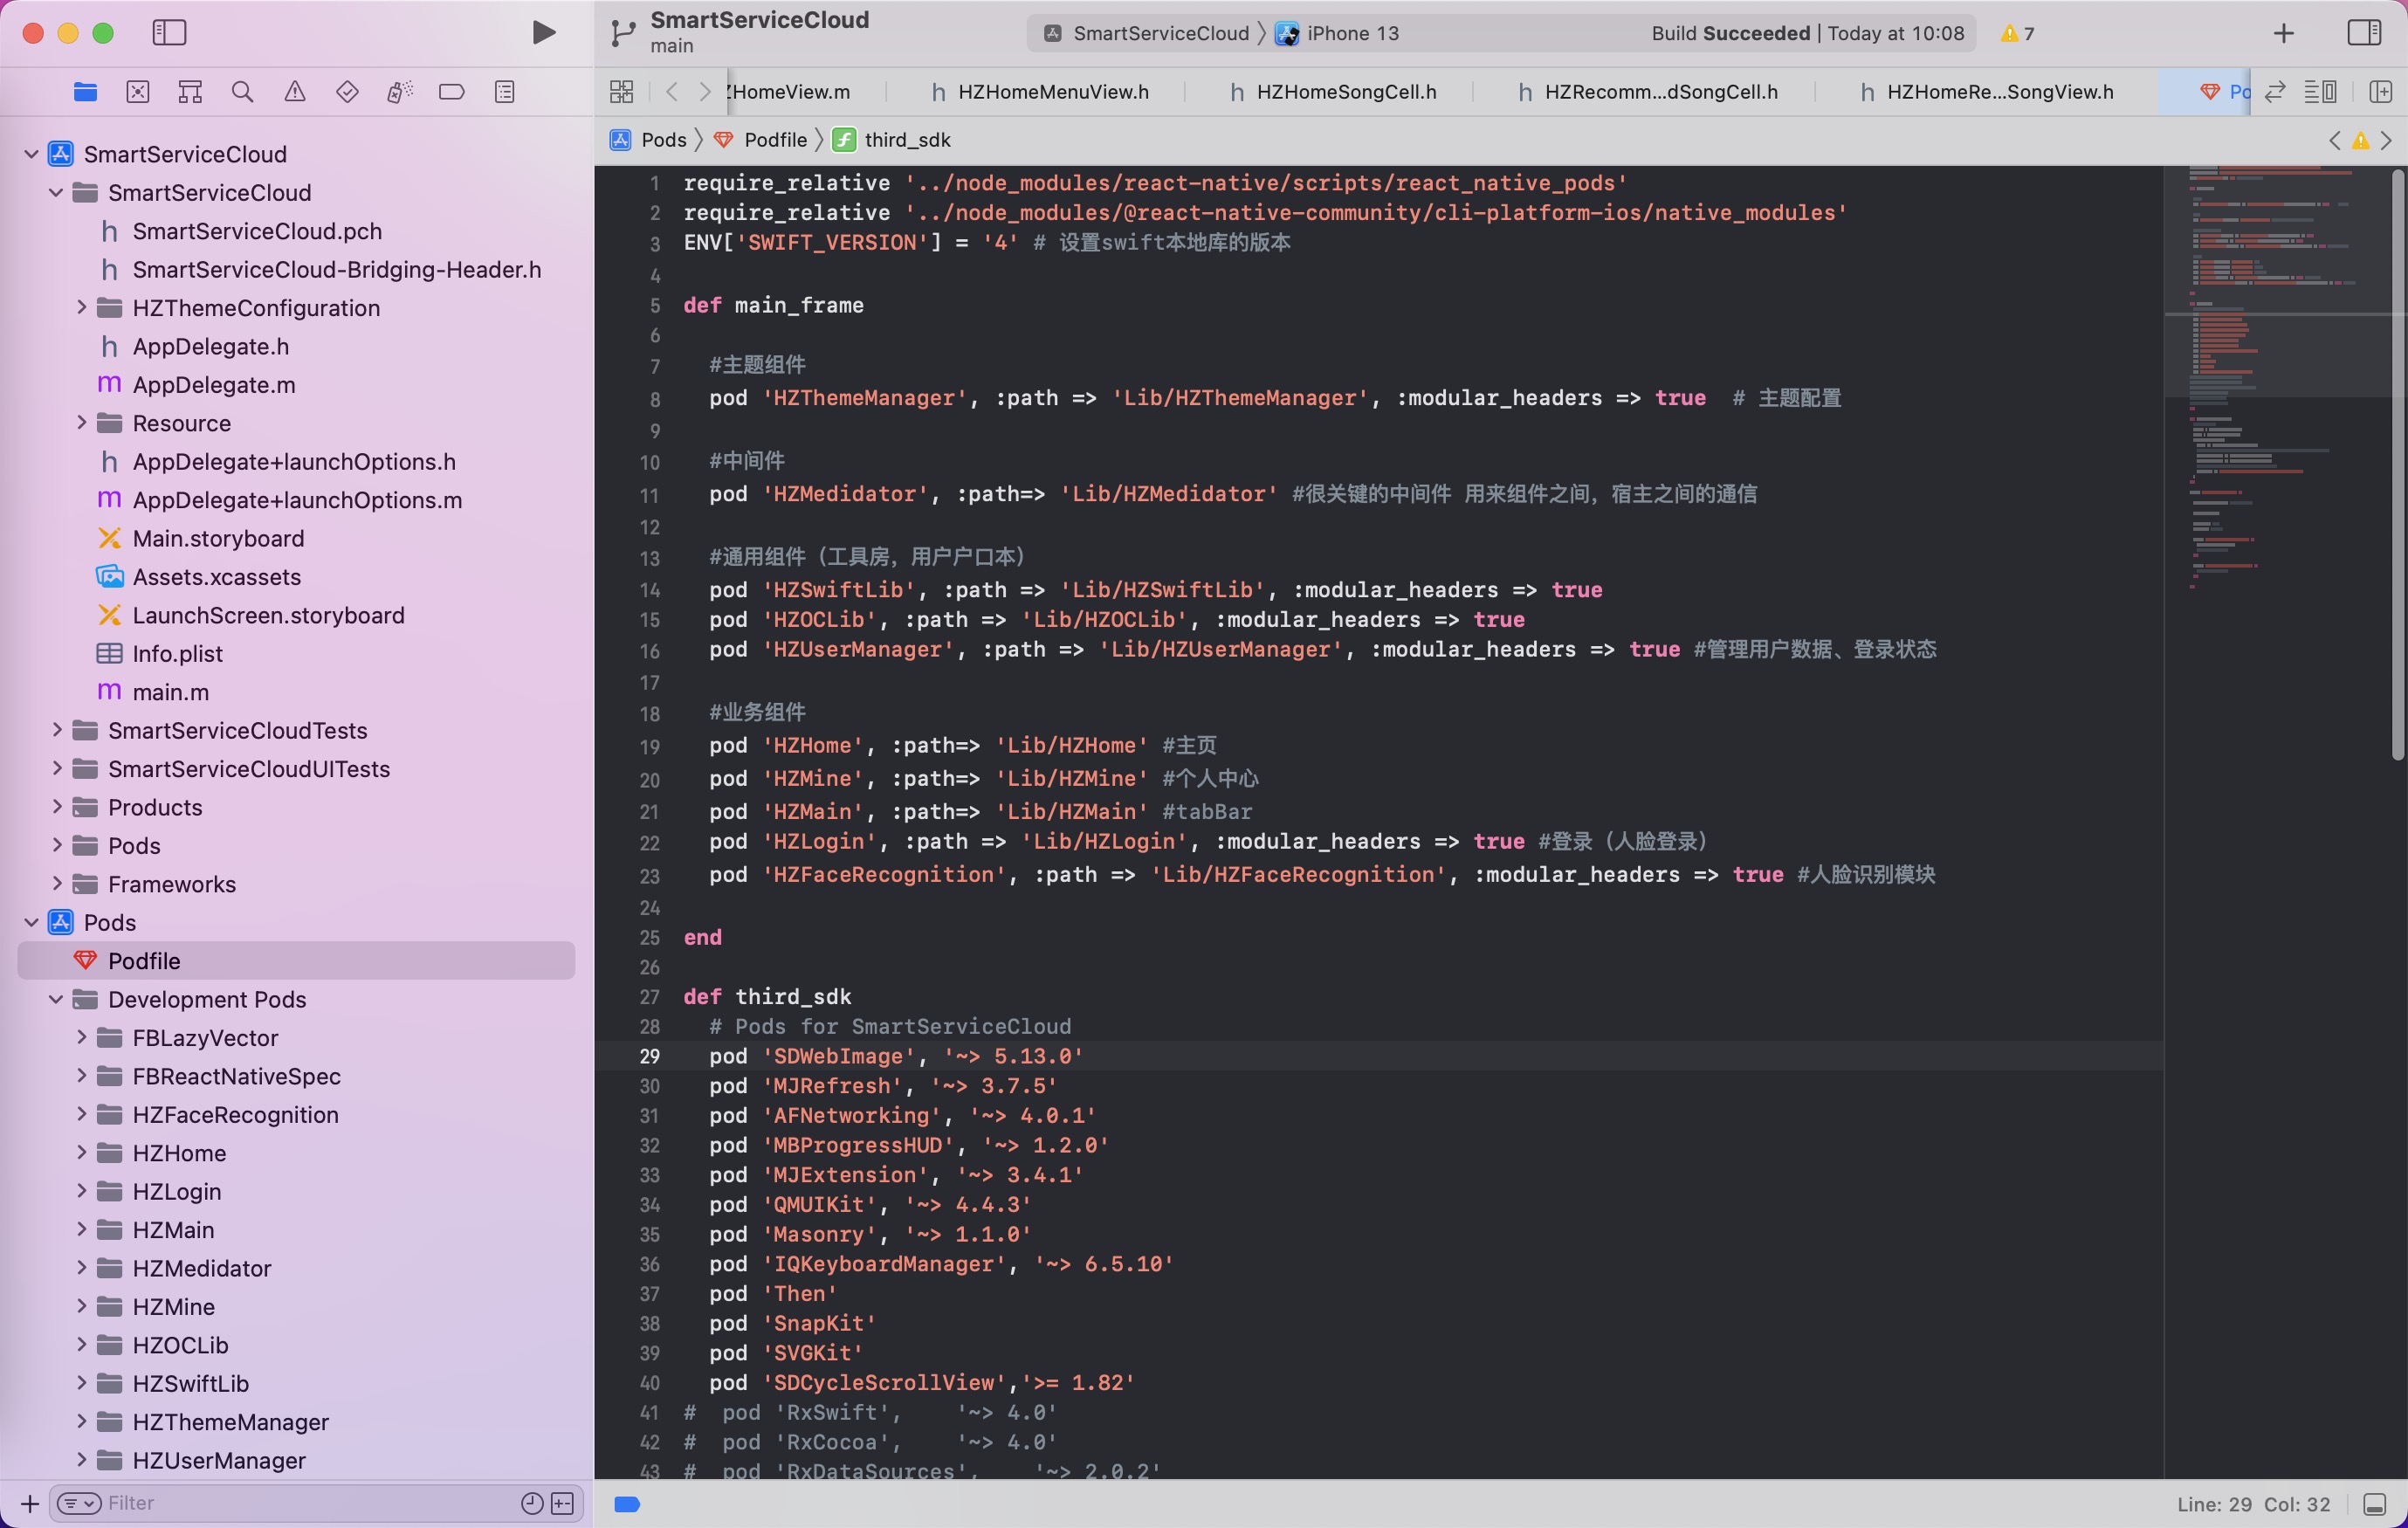 SmartServiceCloud
main
SmartServiceCloud
iPhone 13
Build Succeeded | Today at 10:08
7
HomeView.m
h HZHomeMenuView.h
h HZHomeSongCell.h
h HZRecomm...dSongCell.h
h HZHomeRe...SongView.h
Po
Pods
Podfile
f third_sdk
SmartServiceCloud
SmartServiceCloud
h SmartServiceCloud.pch
h SmartServiceCloud-Bridging-Header.h
HZThemeConfiguration
h AppDelegate.h
m AppDelegate.m
Resource
h AppDelegate+launchOptions.h
m AppDelegate+launchOptions.m
Main.storyboard
Assets.xcassets
LaunchScreen.storyboard
Info.plist
m main.m
SmartServiceCloudTests
SmartServiceCloudUITests
Products
Pods
Frameworks
Pods
Podfile
Development Pods
FBLazyVector
FBReactNativeSpec
HZFaceRecognition
HZHome
HZLogin
HZMain
HZMedidator
HZMine
HZOCLib
HZSwiftLib
HZThemeManager
HZUserManager
Filter
1 require_relative '../node_modules/react-native/scripts/react_native_pods'
2 require_relative '../node_modules/@react-native-community/cli-platform-ios/native_modules'
3 ENV['SWIFT_VERSION'] = '4' # 设置swift本地库的版本
4
5 def main_frame
6
7 #主题组件
8 pod 'HZThemeManager', :path => 'Lib/HZThemeManager', :modular_headers => true # 主题配置
9
10 #中间件
11 pod 'HZMedidator', :path=> 'Lib/HZMedidator' #很关键的中间件 用来组件之间，宿主之间的通信
12
13 #通用组件（工具房，用户户口本）
14 pod 'HZSwiftLib', :path => 'Lib/HZSwiftLib', :modular_headers => true
15 pod 'HZOCLib', :path => 'Lib/HZOCLib', :modular_headers => true
16 pod 'HZUserManager', :path => 'Lib/HZUserManager', :modular_headers => true #管理用户数据、登录状态
17
18 #业务组件
19 pod 'HZHome', :path=> 'Lib/HZHome' #主页
20 pod 'HZMine', :path=> 'Lib/HZMine' #个人中心
21 pod 'HZMain', :path=> 'Lib/HZMain' #tabBar
22 pod 'HZLogin', :path => 'Lib/HZLogin', :modular_headers => true #登录（人脸登录）
23 pod 'HZFaceRecognition', :path => 'Lib/HZFaceRecognition', :modular_headers => true #人脸识别模块
24
25 end
26
27 def third_sdk
28 # Pods for SmartServiceCloud
29 pod 'SDWebImage', '~> 5.13.0'
30 pod 'MJRefresh', '~> 3.7.5'
31 pod 'AFNetworking', '~> 4.0.1'
32 pod 'MBProgressHUD', '~> 1.2.0'
33 pod 'MJExtension', '~> 3.4.1'
34 pod 'QMUIKit', '~> 4.4.3'
35 pod 'Masonry', '~> 1.1.0'
36 pod 'IQKeyboardManager', '~> 6.5.10'
37 pod 'Then'
38 pod 'SnapKit'
39 pod 'SVGKit'
40 pod 'SDCycleScrollView','>= 1.82'
41 # pod 'RxSwift', '~> 4.0'
42 # pod 'RxCocoa', '~> 4.0'
43 # pod 'RxDataSources', '~> 2.0.2'
Line: 29 Col: 32